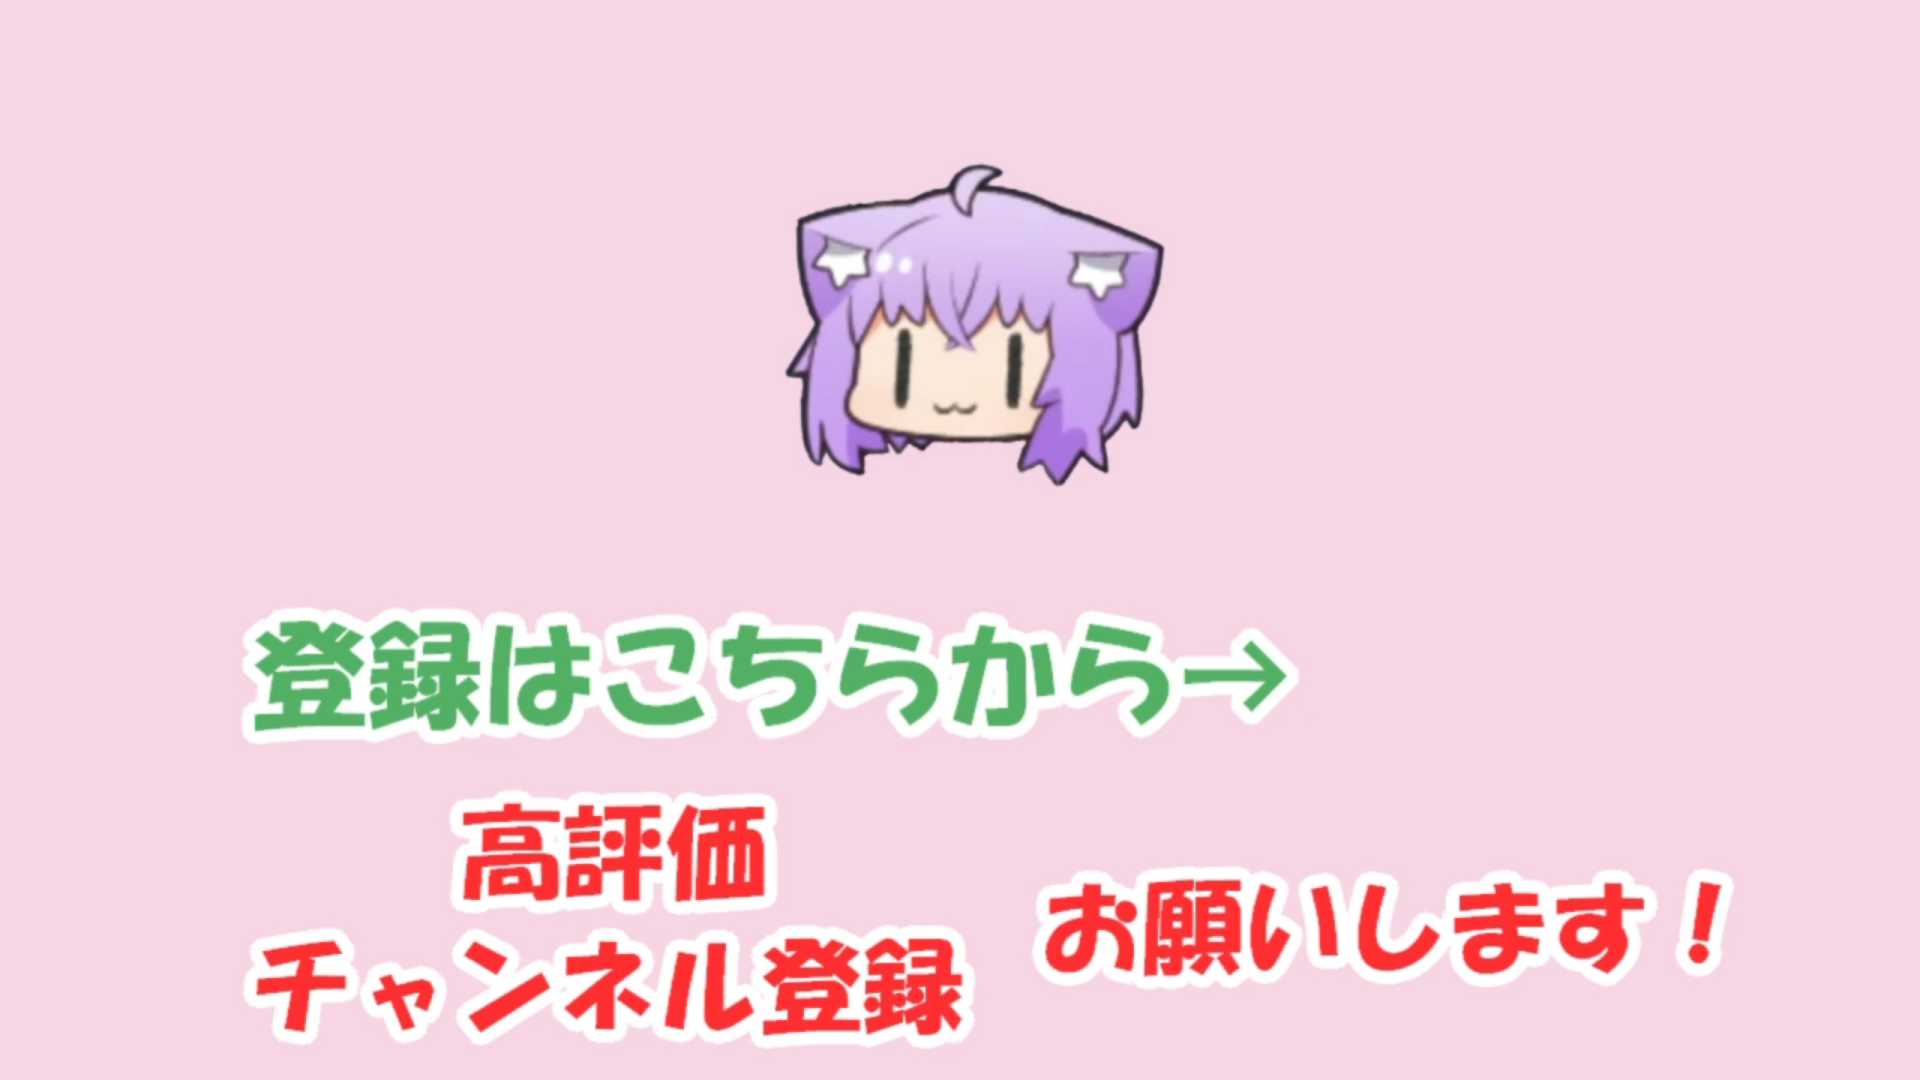 登録はこちらから→
高評価
チャンネル登録
お願いします！